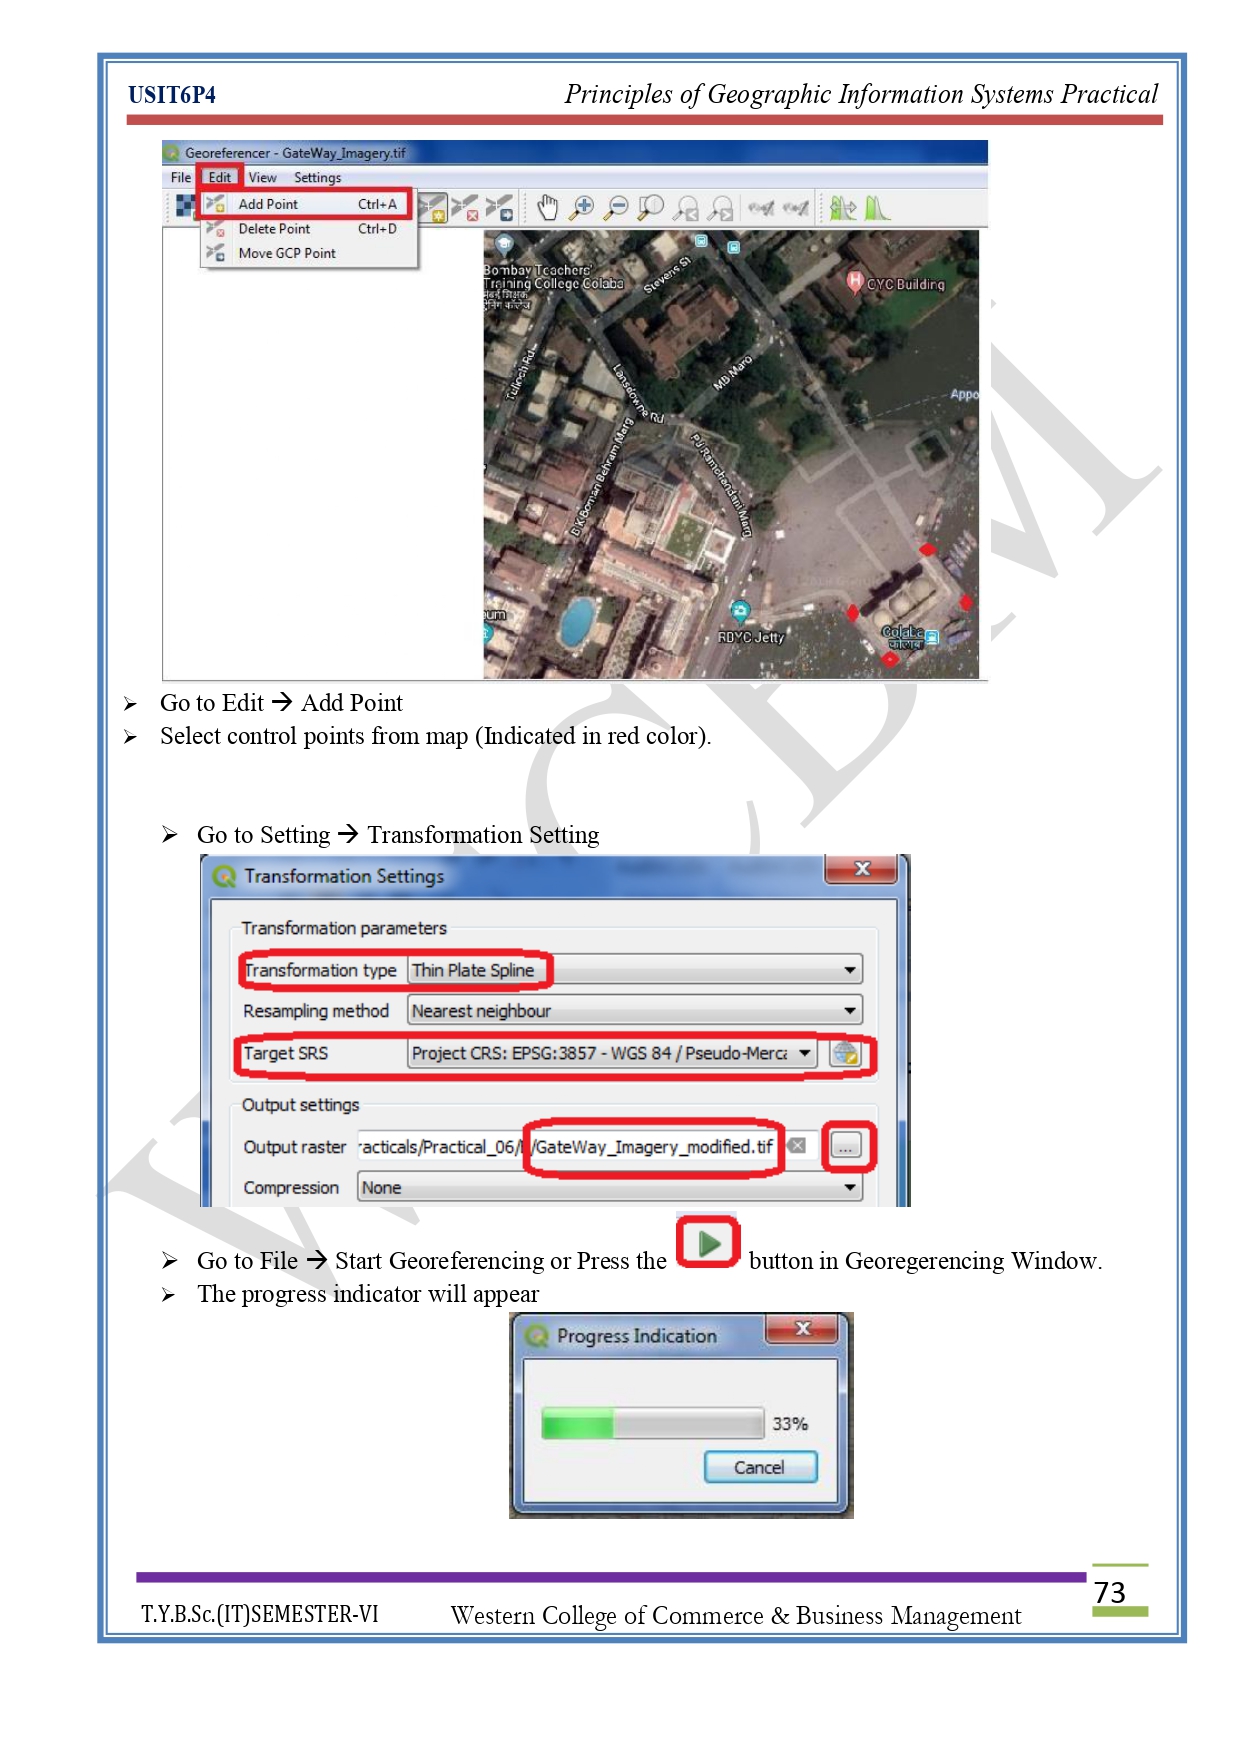 USIT6P4 Principles of Geographic Information Systems Practical
Georeferencer - GateWay_Imagery.tif
File Edit View Settings
Add Point Ctrl+A
Delete Point Ctrl+D
Move GCP Point
Bombay Teachers'
Training College Colaba
Stevens St
CYC Building
Tulloch Rd
Lansdowne Rd
MB Marg
Appo
B K Boman Behram Marg
PJ Ramchandani Marg
um
RBYC Jetty
Colaba
कोलाबा
➢ Go to Edit → Add Point
➢ Select control points from map (Indicated in red color).
➢ Go to Setting → Transformation Setting
Transformation Settings
Transformation parameters
Transformation type Thin Plate Spline
Resampling method Nearest neighbour
Target SRS Project CRS: EPSG:3857 - WGS 84 / Pseudo-Merca
Output settings
Output raster racticals/Practical_06/ /GateWay_Imagery_modified.tif ...
Compression None
➢ Go to File → Start Georeferencing or Press the button in Georegerencing Window.
➢ The progress indicator will appear
Progress Indication
33%
Cancel
73
T.Y.B.Sc.(IT)SEMESTER-VI Western College of Commerce & Business Management
WCBM